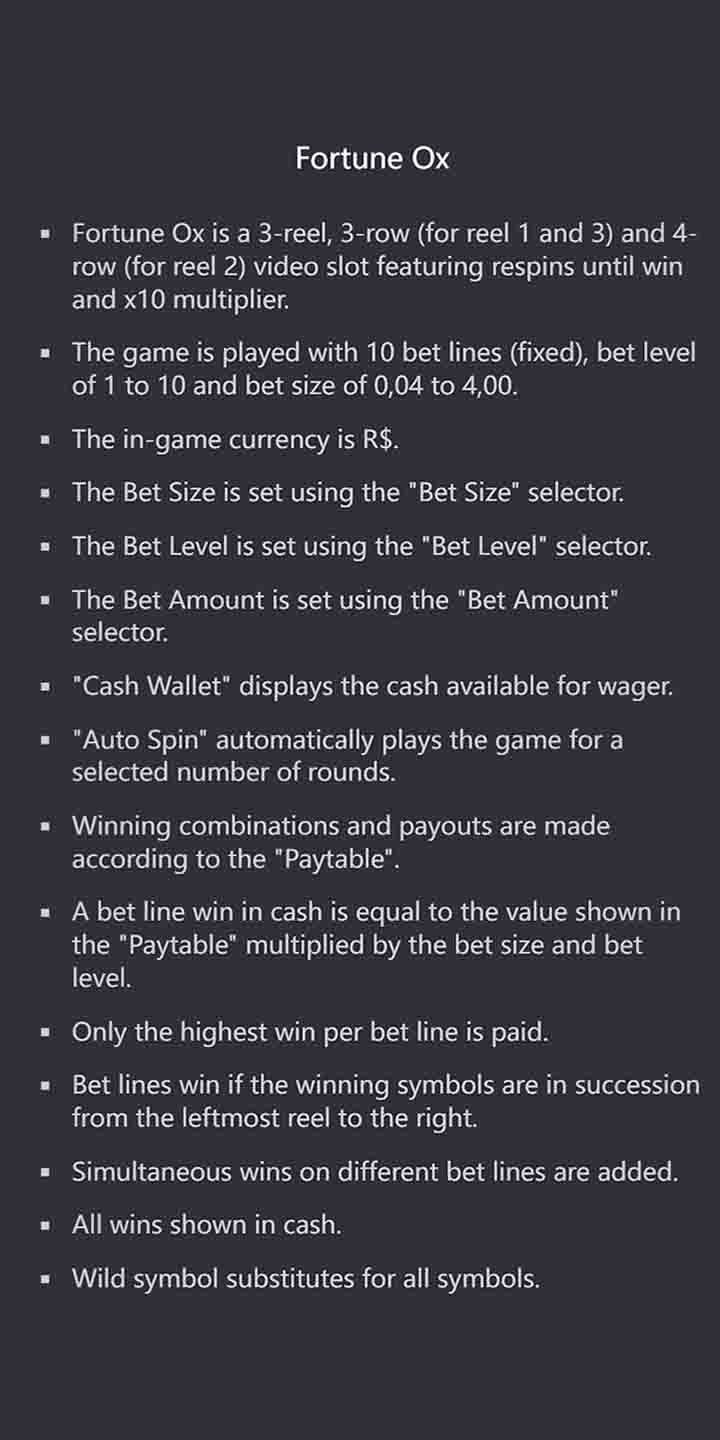 Fortune Ox
▪ Fortune Ox is a 3-reel, 3-row (for reel 1 and 3) and 4-
row (for reel 2) video slot featuring respins until win
and x10 multiplier.
▪ The game is played with 10 bet lines (fixed), bet level
of 1 to 10 and bet size of 0,04 to 4,00.
▪ The in-game currency is R$.
▪ The Bet Size is set using the "Bet Size" selector.
▪ The Bet Level is set using the "Bet Level" selector.
▪ The Bet Amount is set using the "Bet Amount"
selector.
▪ "Cash Wallet" displays the cash available for wager.
▪ "Auto Spin" automatically plays the game for a
selected number of rounds.
▪ Winning combinations and payouts are made
according to the "Paytable".
▪ A bet line win in cash is equal to the value shown in
the "Paytable" multiplied by the bet size and bet
level.
▪ Only the highest win per bet line is paid.
▪ Bet lines win if the winning symbols are in succession
from the leftmost reel to the right.
▪ Simultaneous wins on different bet lines are added.
▪ All wins shown in cash.
▪ Wild symbol substitutes for all symbols.